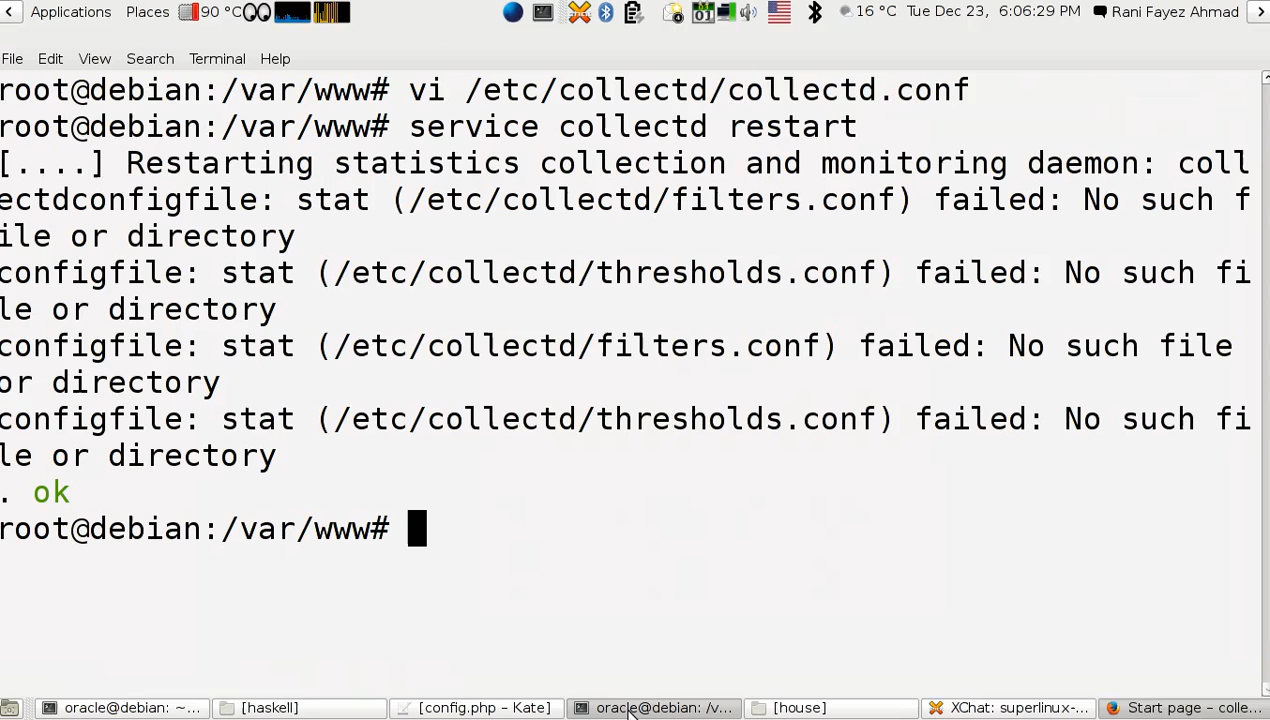 Applications Places 90 °C 01 16 °C Tue Dec 23, 6:06:29 PM Rani Fayez Ahmad
File Edit View Search Terminal Help
root@debian:/var/www# vi /etc/collectd/collectd.conf
root@debian:/var/www# service collectd restart
[....] Restarting statistics collection and monitoring daemon: coll
ectdconfigfile: stat (/etc/collectd/filters.conf) failed: No such f
ile or directory
configfile: stat (/etc/collectd/thresholds.conf) failed: No such fi
le or directory
configfile: stat (/etc/collectd/filters.conf) failed: No such file
or directory
configfile: stat (/etc/collectd/thresholds.conf) failed: No such fi
le or directory
. ok
root@debian:/var/www#
oracle@debian: ~... [haskell] [config.php – Kate] oracle@debian: /v... [house] XChat: superlinux-... Start page – colle...